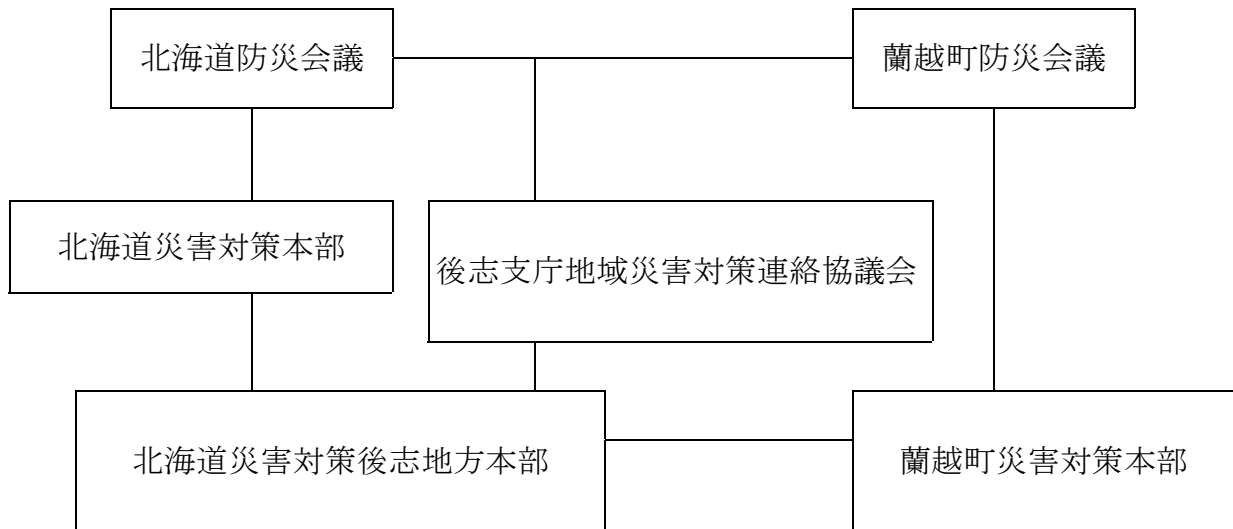 北海道防災会議
蘭越町防災会議
北海道災害対策本部
後志支庁地域災害対策連絡協議会
北海道災害対策後志地方本部
蘭越町災害対策本部